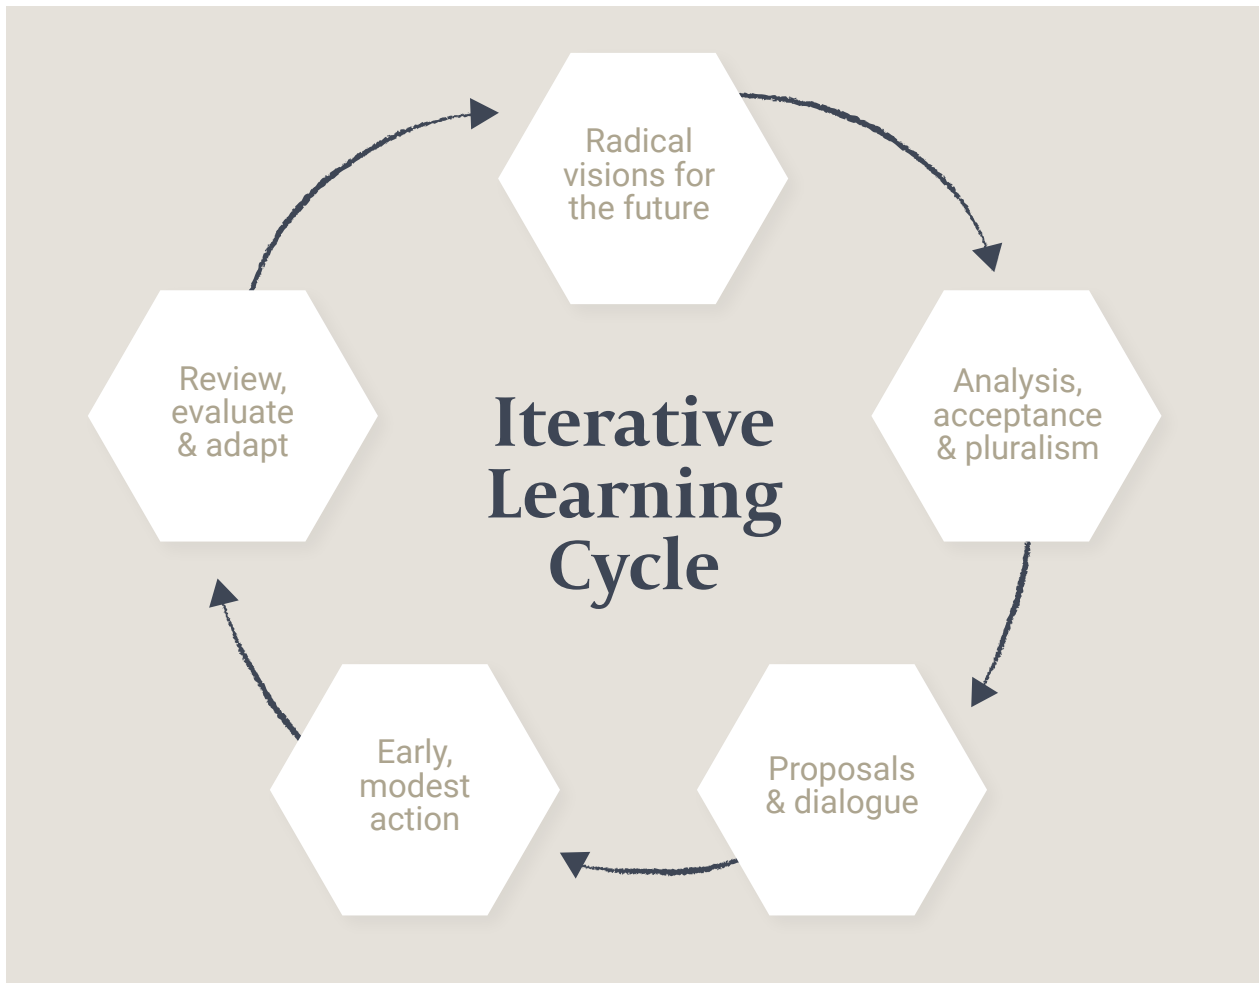 Radical
visions for
the future
Analysis,
acceptance
& pluralism
Proposals
& dialogue
Early,
modest
action
Review,
evaluate
& adapt
Iterative
Learning
Cycle